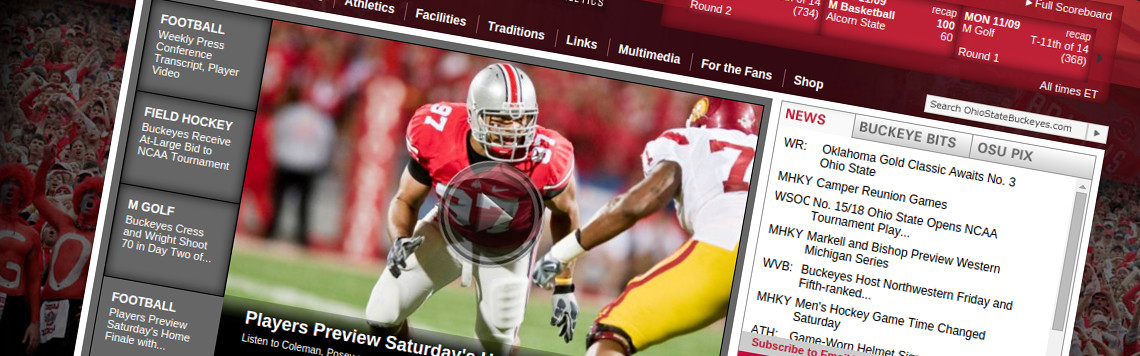 Athletics
Facilities
Traditions
Links
Multimedia
For the Fans
Shop
Round 2
(734)
M Basketball
Alcorn State
recap
100
60
MON 11/09
M Golf
Round 1
recap
T-11th of 14
(368)
Full Scoreboard
All times ET
Search OhioStateBuckeyes.com
FOOTBALL
Weekly Press
Conference
Transcript, Player
Video
FIELD HOCKEY
Buckeyes Receive
At-Large Bid to
NCAA Tournament
M GOLF
Buckeyes Cress
and Wright Shoot
70 in Day Two of...
FOOTBALL
Players Preview
Saturday's Home
Finale with...
97
Players Preview Saturday's
Listen to Coleman,
NEWS
BUCKEYE BITS
OSU PIX
WR: Oklahoma Gold Classic Awaits No. 3
Ohio State
MHKY Camper Reunion Games
WSOC No. 15/18 Ohio State Opens NCAA
Tournament Play...
MHKY Markell and Bishop Preview Western
Michigan Series
WVB: Buckeyes Host Northwestern Friday and
Fifth-ranked...
MHKY Men's Hockey Game Time Changed
Saturday
ATH: Game-Worn Helmet
Subscribe to
GO